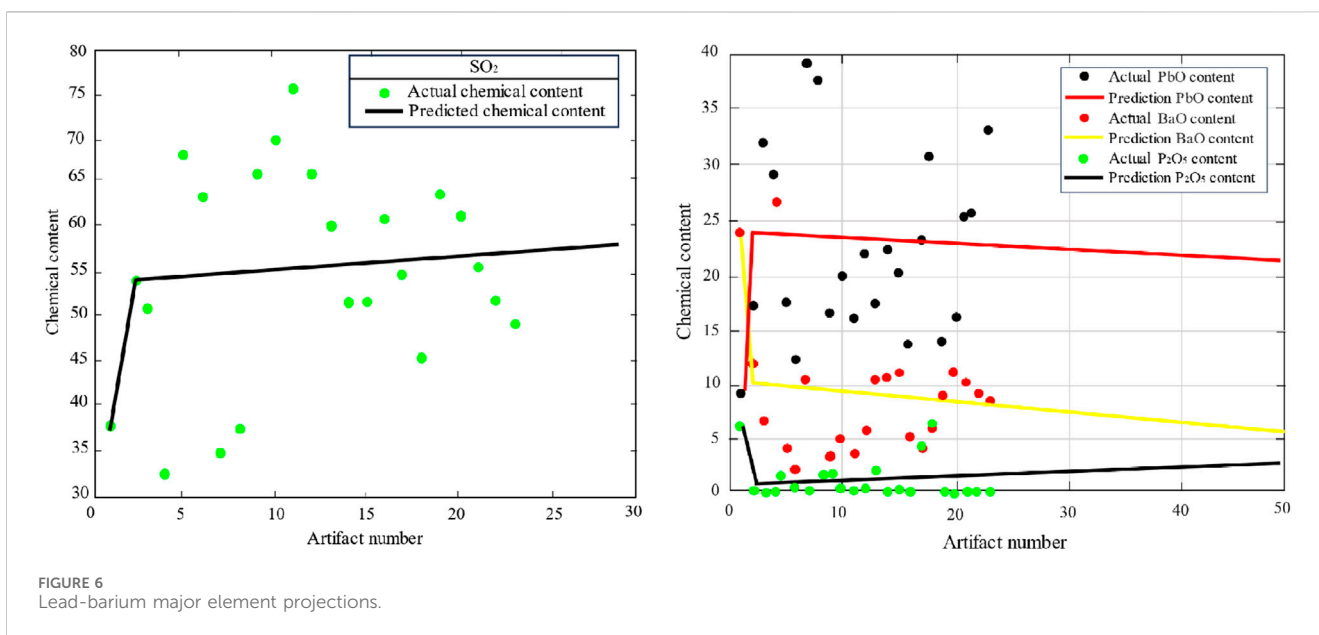 80
75
70
65
60
55
50
45
40
35
30
Chemical content
SO₂
Actual chemical content
Predicted chemical content
0 5 10 15 20 25 30
Artifact number
40
35
30
25
20
15
10
5
0
Chemical content
Actual PbO content
Prediction PbO content
Actual BaO content
Prediction BaO content
Actual P₂O₅ content
Prediction P₂O₅ content
0 10 20 30 40 50
Artifact number
FIGURE 6
Lead-barium major element projections.